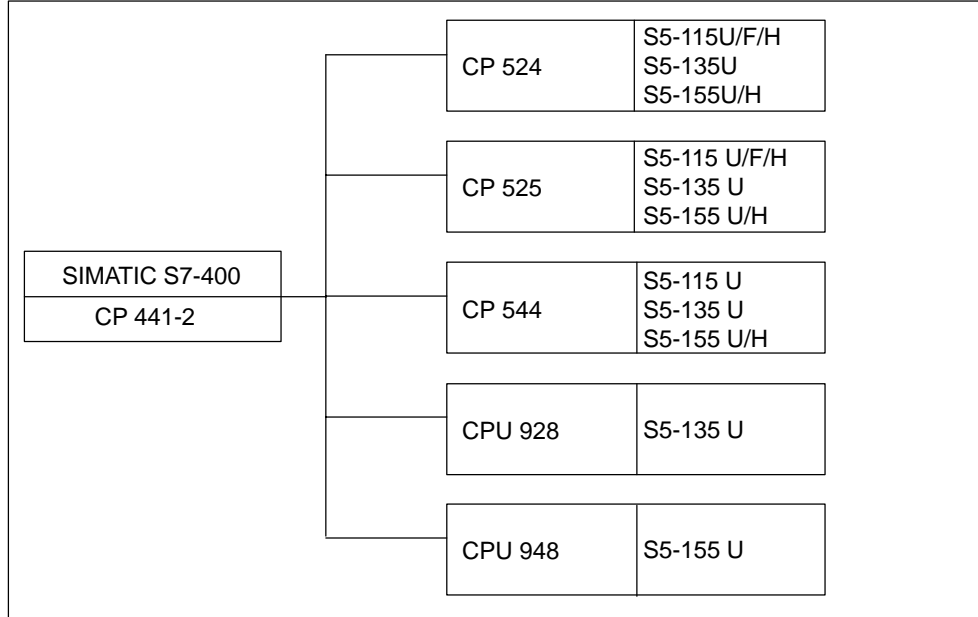 SIMATIC S7-400
CP 441-2
CP 524
S5-115U/F/H
S5-135U
S5-155U/H
CP 525
S5-115 U/F/H
S5-135 U
S5-155 U/H
CP 544
S5-115 U
S5-135 U
S5-155 U/H
CPU 928
S5-135 U
CPU 948
S5-155 U